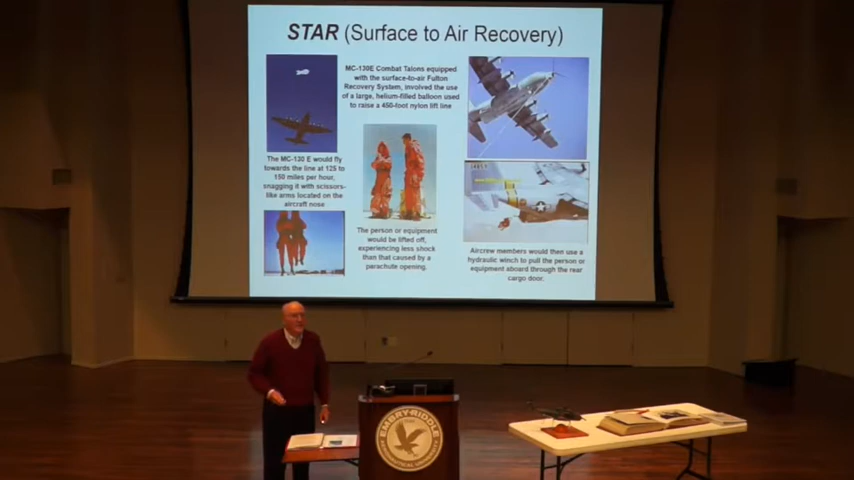 STAR (Surface to Air Recovery)
MC-130E Combat Talons equipped
with the surface-to-air Fulton
Recovery System, involved the use
of a large, helium-filled balloon used
to raise a 450-foot nylon lift line
The MC-130 E would fly
towards the line at 125 to
150 miles per hour,
snagging it with scissors-
like arms located on the
aircraft nose
The person or equipment
would be lifted off,
experiencing less shock
than that caused by a
parachute opening.
Aircrew members would then use a
hydraulic winch to pull the person or
equipment aboard through the rear
cargo door.
EMBRY-RIDDLE
AERONAUTICAL UNIVERSITY